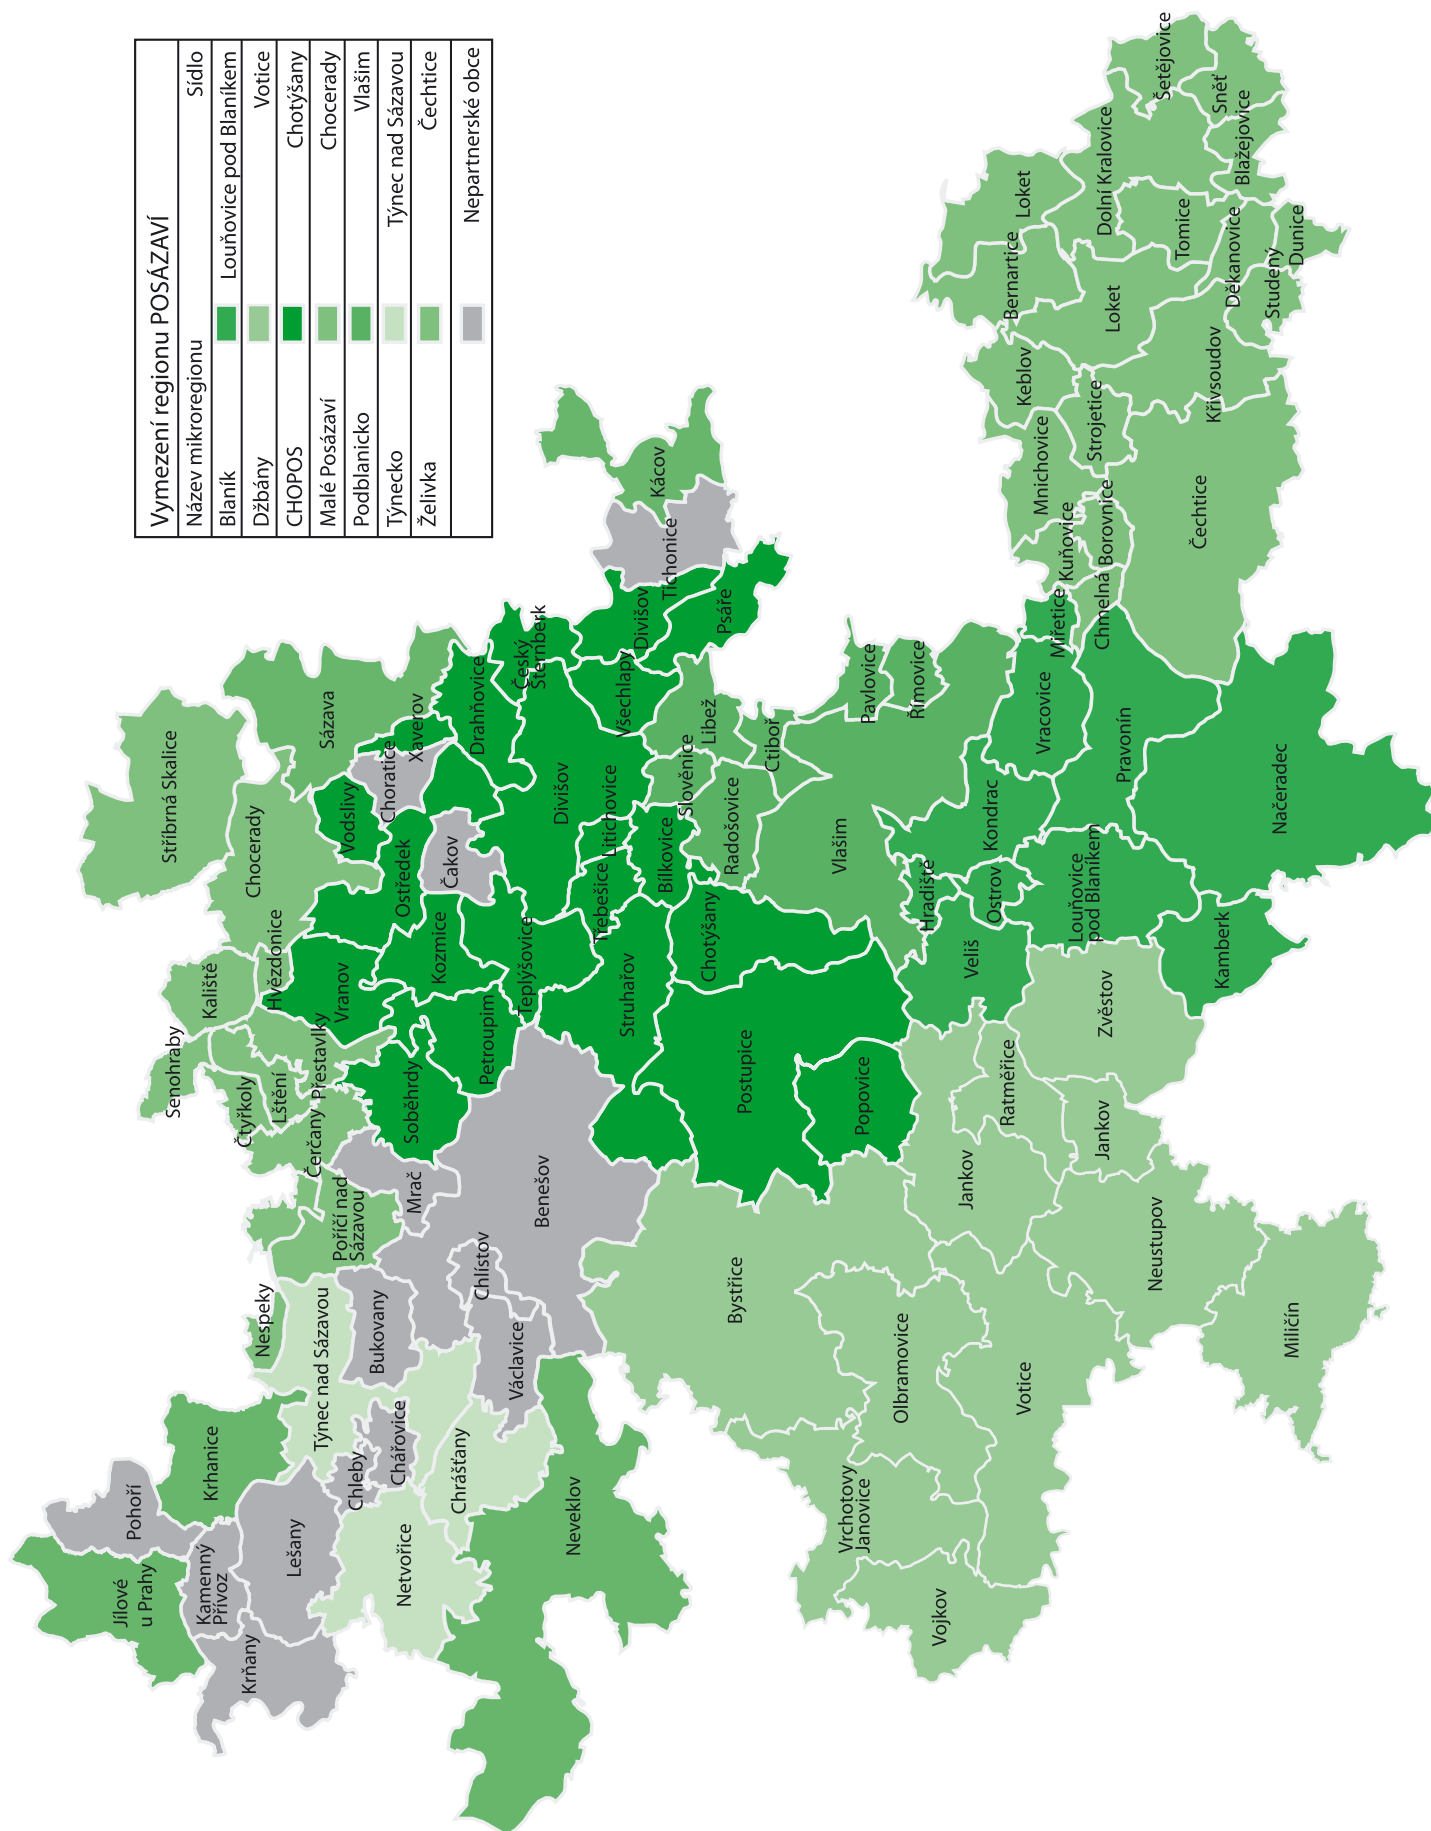 Vymezení regionu POSÁZAVÍ
Název mikroregionu Sídlo
Blaník Louňovice pod Blaníkem
Džbány Votice
CHOPOS Chotýšany
Malé Posázaví Chocerady
Podblanicko Vlašim
Týnecko Týnec nad Sázavou
Želivka Čechtice
Nepartnerské obce
Jílové
u Prahy
Pohoří
Kamenný
Přívoz
Krňany
Krhanice
Lešany
Nespeky
Týnec nad Sázavou
Bukovany
Chleby
Chářovice
Netvořice
Chrášťany
Neveklov
Václavice
Chlístov
Benešov
Mrač
Poříčí nad
Sázavou
Čerčany
Čtyřkoly
Lštění
Přestavlky
Senohraby
Kaliště
Hvězdonice
Chocerady
Stříbrná Skalice
Sázava
Vranov
Soběhrdy
Petroupim
Kozmice
Teplýšovice
Ostředek
Vodslivy
Choratice
Xaverov
Čakov
Drahňovice
Český
Šternberk
Divišov
Divišov
Všechlapy
Litichovice
Třebešice
Bílkovice
Struhařov
Chotýšany
Postupice
Popovice
Tichonice
Kácov
Psáře
Libež
Slověnice
Radošovice
Ctiboř
Vlašim
Pavlovice
Řimovice
Hradiště
Kondrac
Ostrov
Veliš
Louňovice
pod Blaníkem
Vracovice
Miřetice
Pravonín
Načeradec
Kamberk
Zvěstov
Ratměřice
Jankov
Jankov
Neustupov
Miličín
Bystřice
Olbramovice
Votice
Vrchotovy
Janovice
Vojkov
Čechtice
Chmelná
Borovnice
Kuňovice
Mnichovice
Strojetice
Keblov
Křivsoudov
Loket
Loket
Bernartice
Dolní Kralovice
Tomice
Děkanovice
Studený
Dunice
Blažejovice
Sněť
Šetějovice